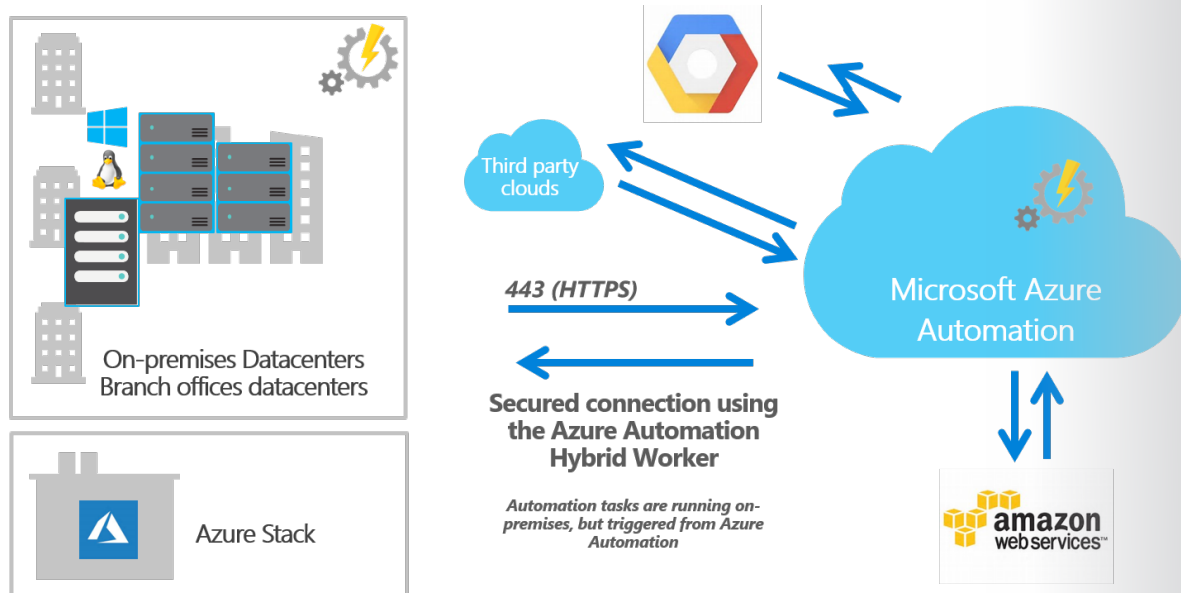 On-premises Datacenters
Branch offices datacenters
Azure Stack
Third party
clouds
443 (HTTPS)
Secured connection using
the Azure Automation
Hybrid Worker
Automation tasks are running on-
premises, but triggered from Azure
Automation
Microsoft Azure
Automation
amazon
web services™